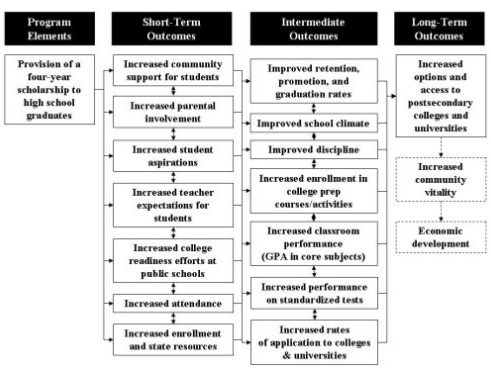 Program
Elements
Short-Term
Outcomes
Intermediate
Outcomes
Long-Term
Outcomes
Provision of a
four-year
scholarship to
high school
graduates
Increased community
support for students
Increased parental
involvement
Increased student
aspirations
Increased teacher
expectations for
students
Increased college
readiness efforts at
public schools
Increased attendance
Increased enrollment
and state resources
Improved retention,
promotion, and
graduation rates
Improved school climate
Improved discipline
Increased enrollment in
college prep
courses/activities
Increased classroom
performance
(GPA in core subjects)
Increased performance
on standardized tests
Increased rates
of application to colleges
& universities
Increased
options and
access to
postsecondary
colleges and
universities
Increased
community
vitality
Economic
development